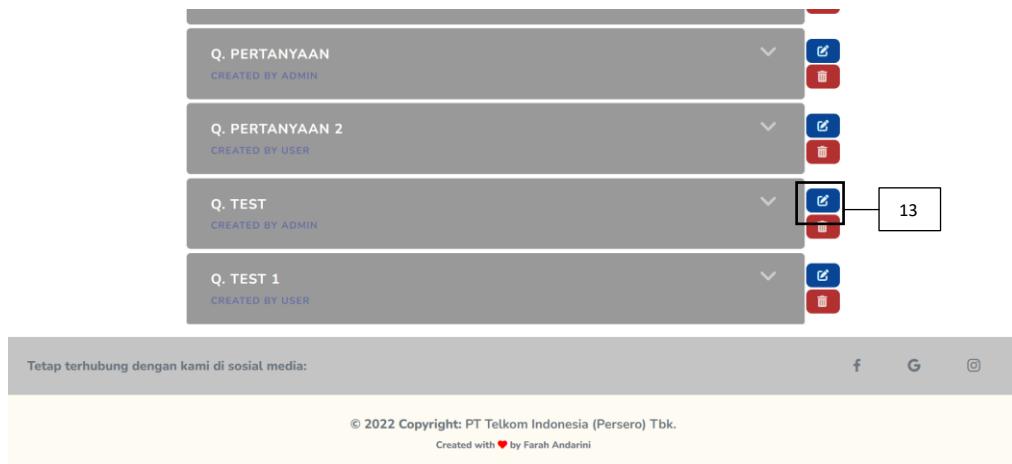 Q. PERTANYAAN
CREATED BY ADMIN
Q. PERTANYAAN 2
CREATED BY USER
Q. TEST
CREATED BY ADMIN
13
Q. TEST 1
CREATED BY USER
Tetap terhubung dengan kami di sosial media:
© 2022 Copyright: PT Telkom Indonesia (Persero) Tbk.
Created with ❤ by Farah Andarini